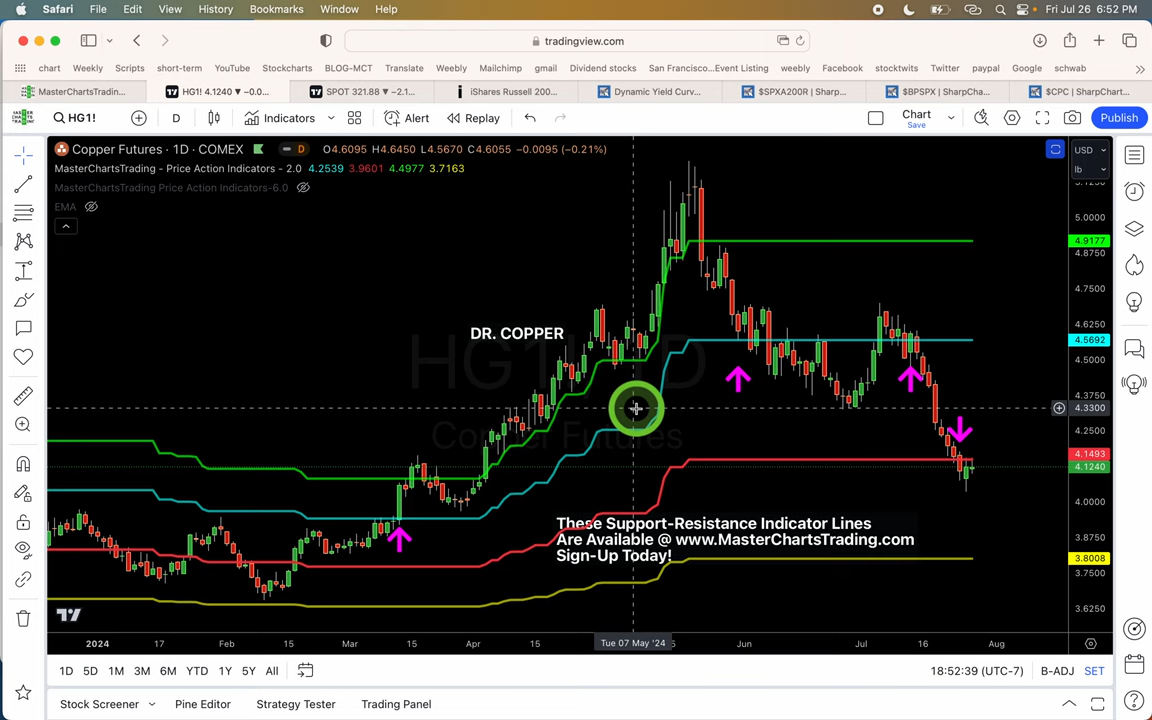 Safari File Edit View History Bookmarks Window Help Fri Jul 26 6:52 PM
tradingview.com
chart Weekly Scripts short-term YouTube Stockcharts BLOG-MCT Translate Weebly Mailchimp gmail Dividend stocks San Francisco...Event Listing weebly Facebook stocktwits Twitter paypal Google schwab
MasterChartsTradin... HG1! 4.1240 ▼ −0.0... SPOT 321.88 ▼ −2.1... iShares Russell 200... Dynamic Yield Curv... $SPXA200R | Sharp... $BPSPX | SharpCha... $CPC | SharpChart...
HG1! D Indicators Alert Replay Chart Save Publish
Copper Futures · 1D · COMEX D O4.6095 H4.6450 L4.5670 C4.6055 −0.0095 (−0.21%)
USD
MasterChartsTrading - Price Action Indicators - 2.0 4.2539 3.9601 4.4977 3.7163
lb
MasterChartsTrading Price Action Indicators-6.0
EMA
5.0000
4.9177
4.8750
4.7500
4.6250
DR. COPPER
4.5692
4.5000
HG1!, 1D
4.3750
4.3300
Copper Futures
4.2500
4.1493
4.1240
4.0000
These Support-Resistance Indicator Lines
Are Available @ www.MasterChartsTrading.com
Sign-Up Today!
3.8750
3.8008
3.7500
3.6250
2024 17 Feb 15 Mar 15 Apr 15 Tue 07 May '24 Jun Jul 16 Aug
1D 5D 1M 3M 6M YTD 1Y 5Y All 18:52:39 (UTC-7) B-ADJ SET
Stock Screener Pine Editor Strategy Tester Trading Panel